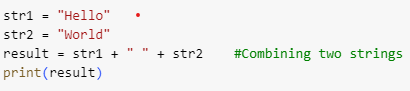 str1 = "Hello"
str2 = "World"
result = str1 + " " + str2    #Combining two strings
print(result)